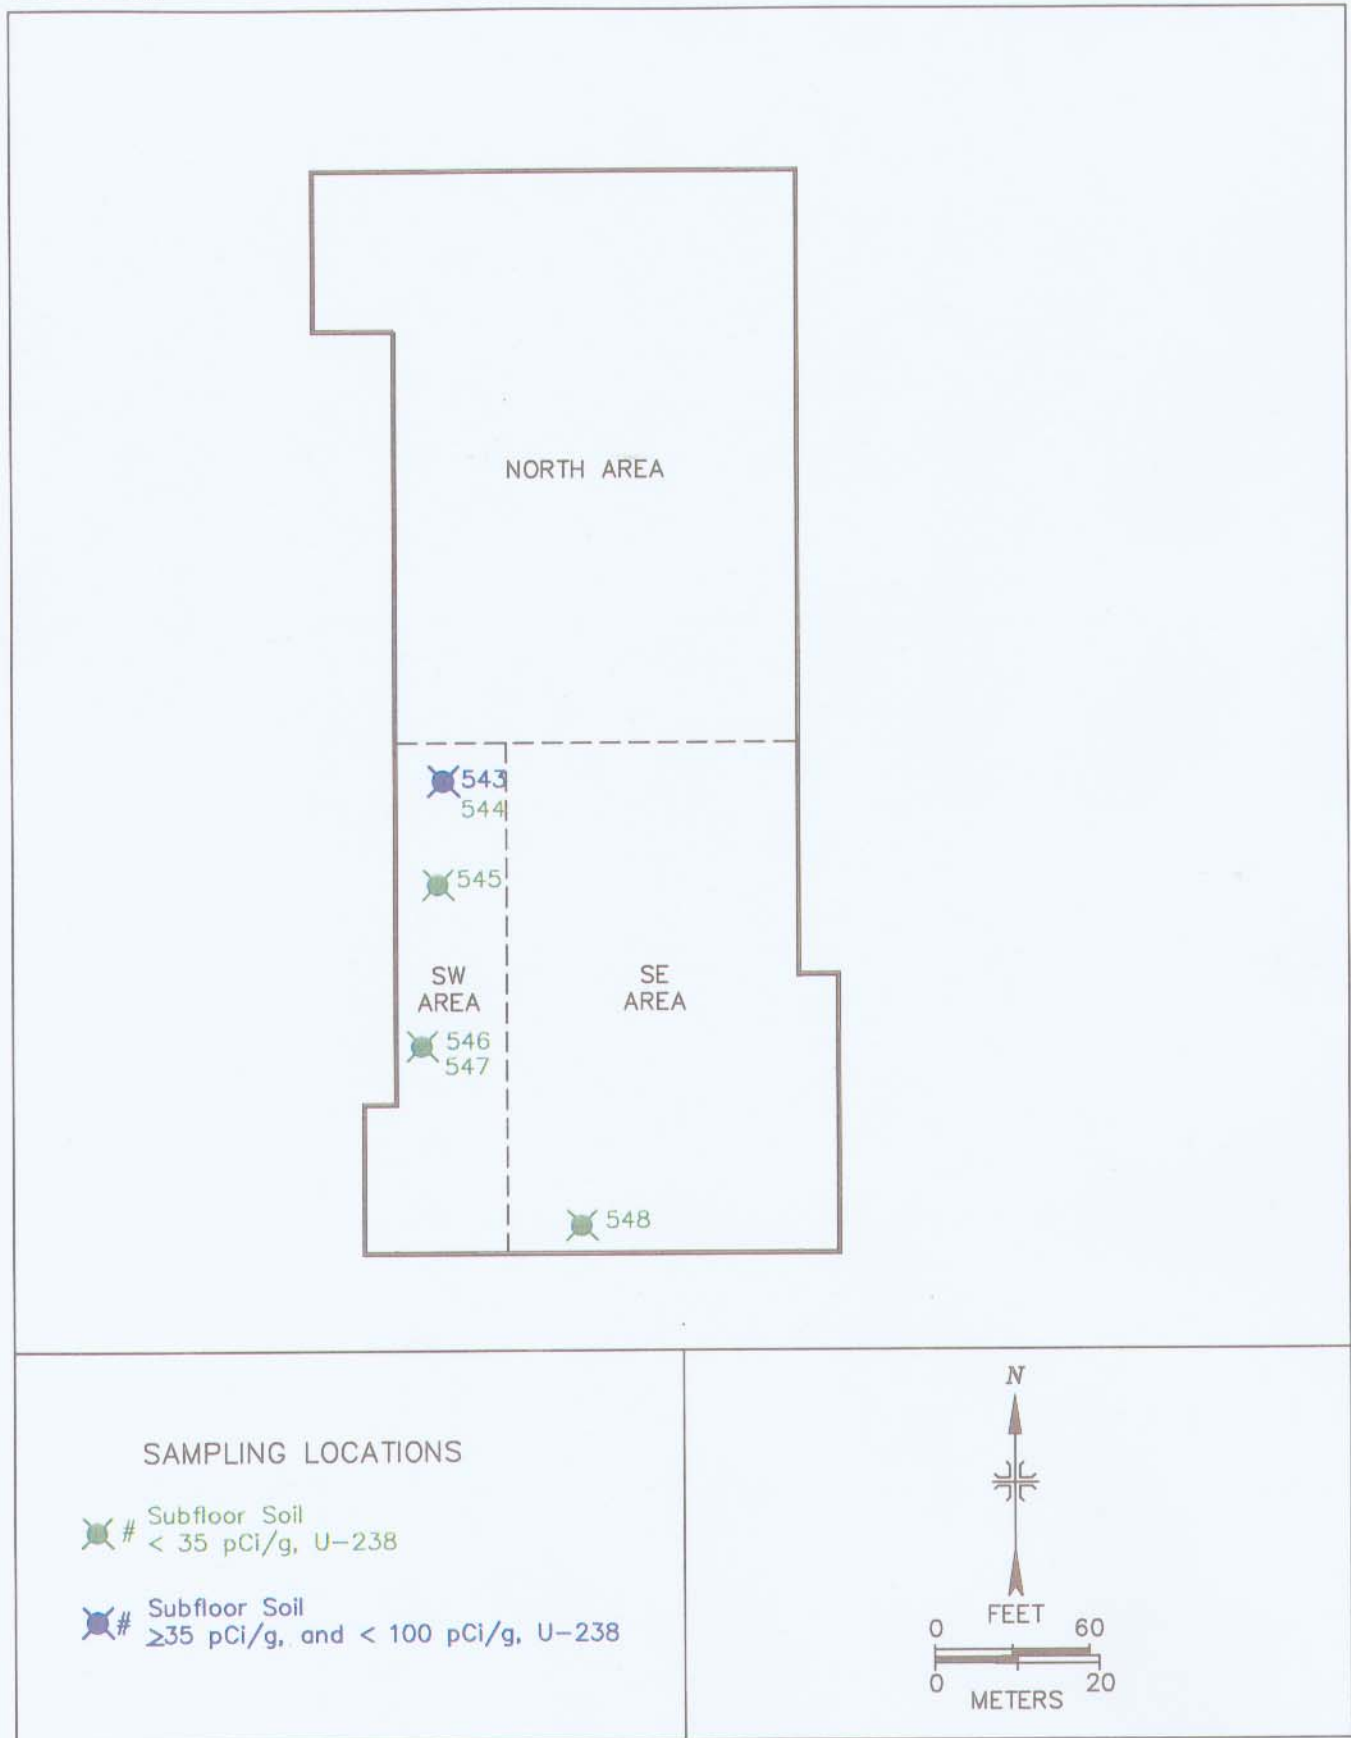 NORTH AREA
543
544
545
SW
AREA
SE
AREA
546
547
548
SAMPLING LOCATIONS
# Subfloor Soil
< 35 pCi/g, U-238
# Subfloor Soil
≥35 pCi/g, and < 100 pCi/g, U-238
N
FEET
0 60
0 20
METERS